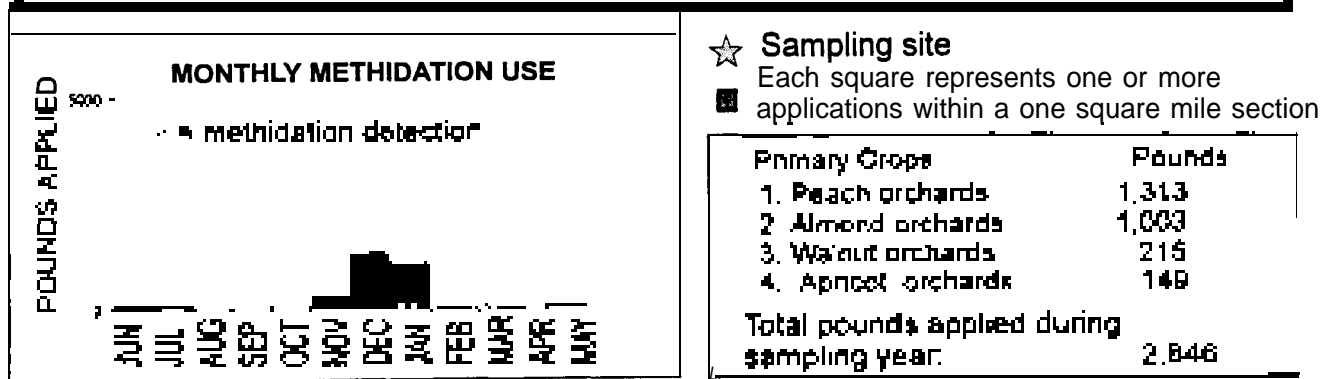 MONTHLY METHIDATION USE
POUNDS APPLIED
5000
methidation detection
JUN
JUL
AUG
SEP
OCT
NOV
DEC
JAN
FEB
MAR
APR
MAY
Sampling site
Each square represents one or more
applications within a one square mile section
Primary Crops Pounds
1. Peach orchards 1,313
2 Almond orchards 1,003
3. Walnut orchards 215
4. Apricot orchards 149
Total pounds applied during
sampling year: 2,846